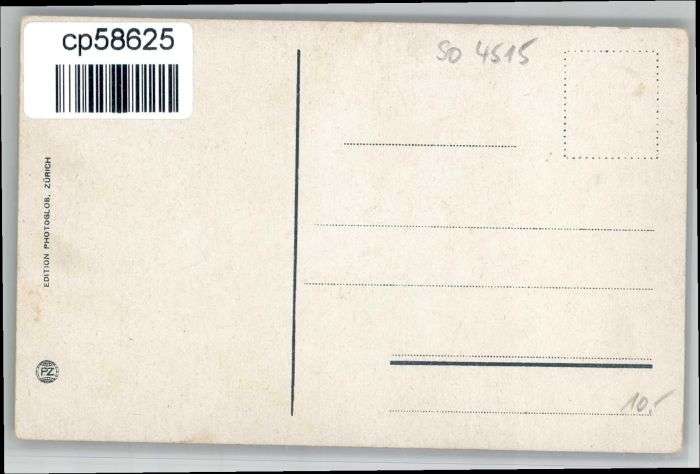 cp58625
SO 4515
EDITION PHOTOGLOB, ZÜRICH
PZ
10.-